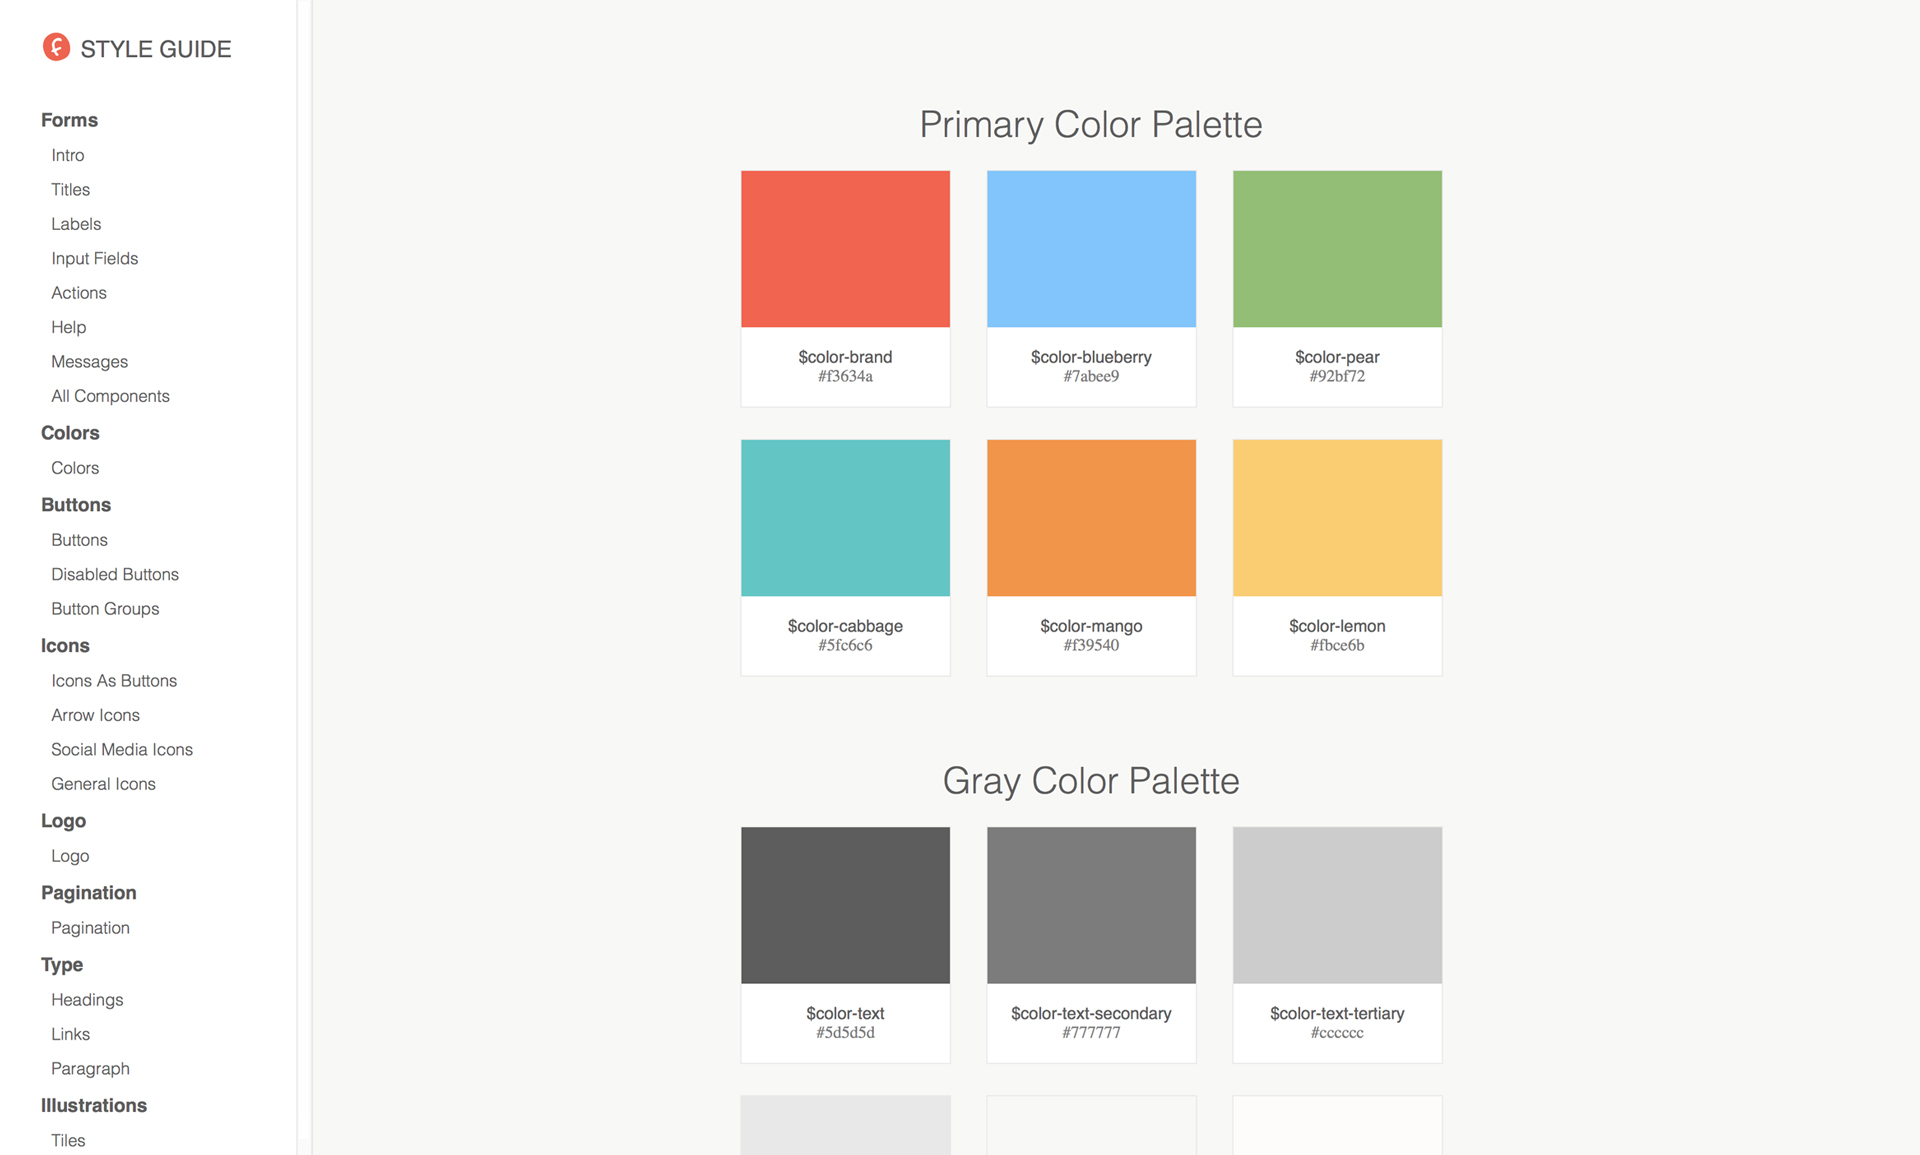 STYLE GUIDE
Forms
Intro
Titles
Labels
Input Fields
Actions
Help
Messages
All Components
Colors
Colors
Buttons
Buttons
Disabled Buttons
Button Groups
Icons
Icons As Buttons
Arrow Icons
Social Media Icons
General Icons
Logo
Logo
Pagination
Pagination
Type
Headings
Links
Paragraph
Illustrations
Tiles
Primary Color Palette
$color-brand
#f3634a
$color-blueberry
#7abee9
$color-pear
#92bf72
$color-cabbage
#5fc6c6
$color-mango
#f39540
$color-lemon
#fbce6b
Gray Color Palette
$color-text
#5d5d5d
$color-text-secondary
#777777
$color-text-tertiary
#cccccc